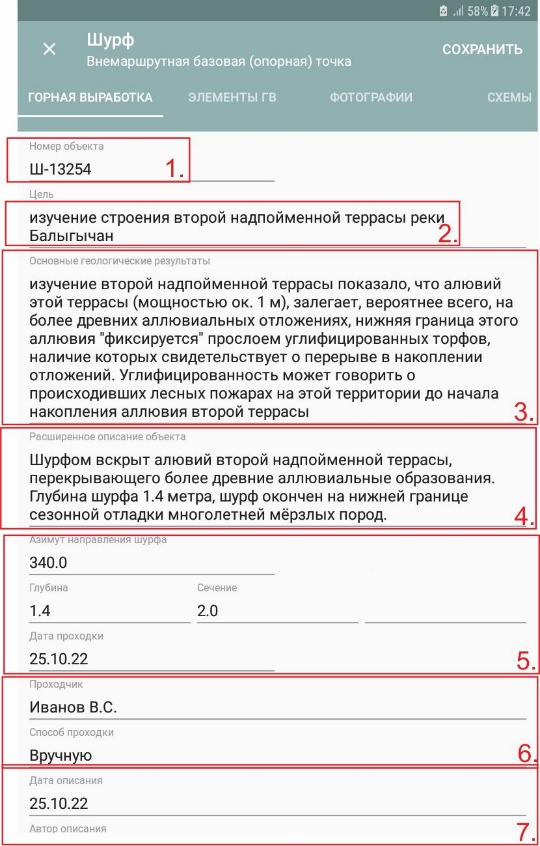 58% 17:42
Шурф
Внемаршрутная базовая (опорная) точка
СОХРАНИТЬ
ГОРНАЯ ВЫРАБОТКА ЭЛЕМЕНТЫ ГВ ФОТОГРАФИИ СХЕМЫ
Номер объекта
Ш-13254
1.
Цель
изучение строения второй надпойменной террасы реки
Балыгычан
2.
Основные геологические результаты
изучение второй надпойменной террасы показало, что алювий
этой террасы (мощностью ок. 1 м), залегает, вероятнее всего, на
более древних аллювиальных отложениях, нижняя граница этого
аллювия "фиксируется" прослоем углифицированных торфов,
наличие которых свидетельствует о перерыве в накоплении
отложений. Углифицированность может говорить о
происходивших лесных пожарах на этой территории до начала
накопления аллювия второй террасы
3.
Расширенное описание объекта
Шурфом вскрыт алювий второй надпойменной террасы,
перекрывающего более древние аллювиальные образования.
Глубина шурфа 1.4 метра, шурф окончен на нижней границе
сезонной отладки многолетней мёрзлых пород.
4.
Азимут направления шурфа
340.0
Глубина Сечение
1.4 2.0
Дата проходки
25.10.22
5.
Проходчик
Иванов В.С.
Способ проходки
Вручную
6.
Дата описания
25.10.22
Автор описания
7.